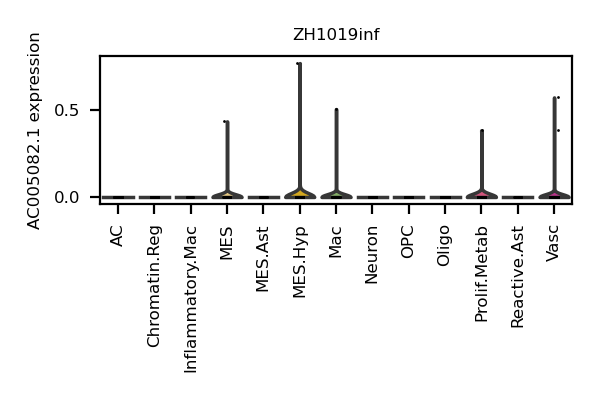 ZH1019inf
AC005082.1 expression
0.5
0.0
AC
Chromatin.Reg
Inflammatory.Mac
MES
MES.Ast
MES.Hyp
Mac
Neuron
OPC
Oligo
Prolif.Metab
Reactive.Ast
Vasc